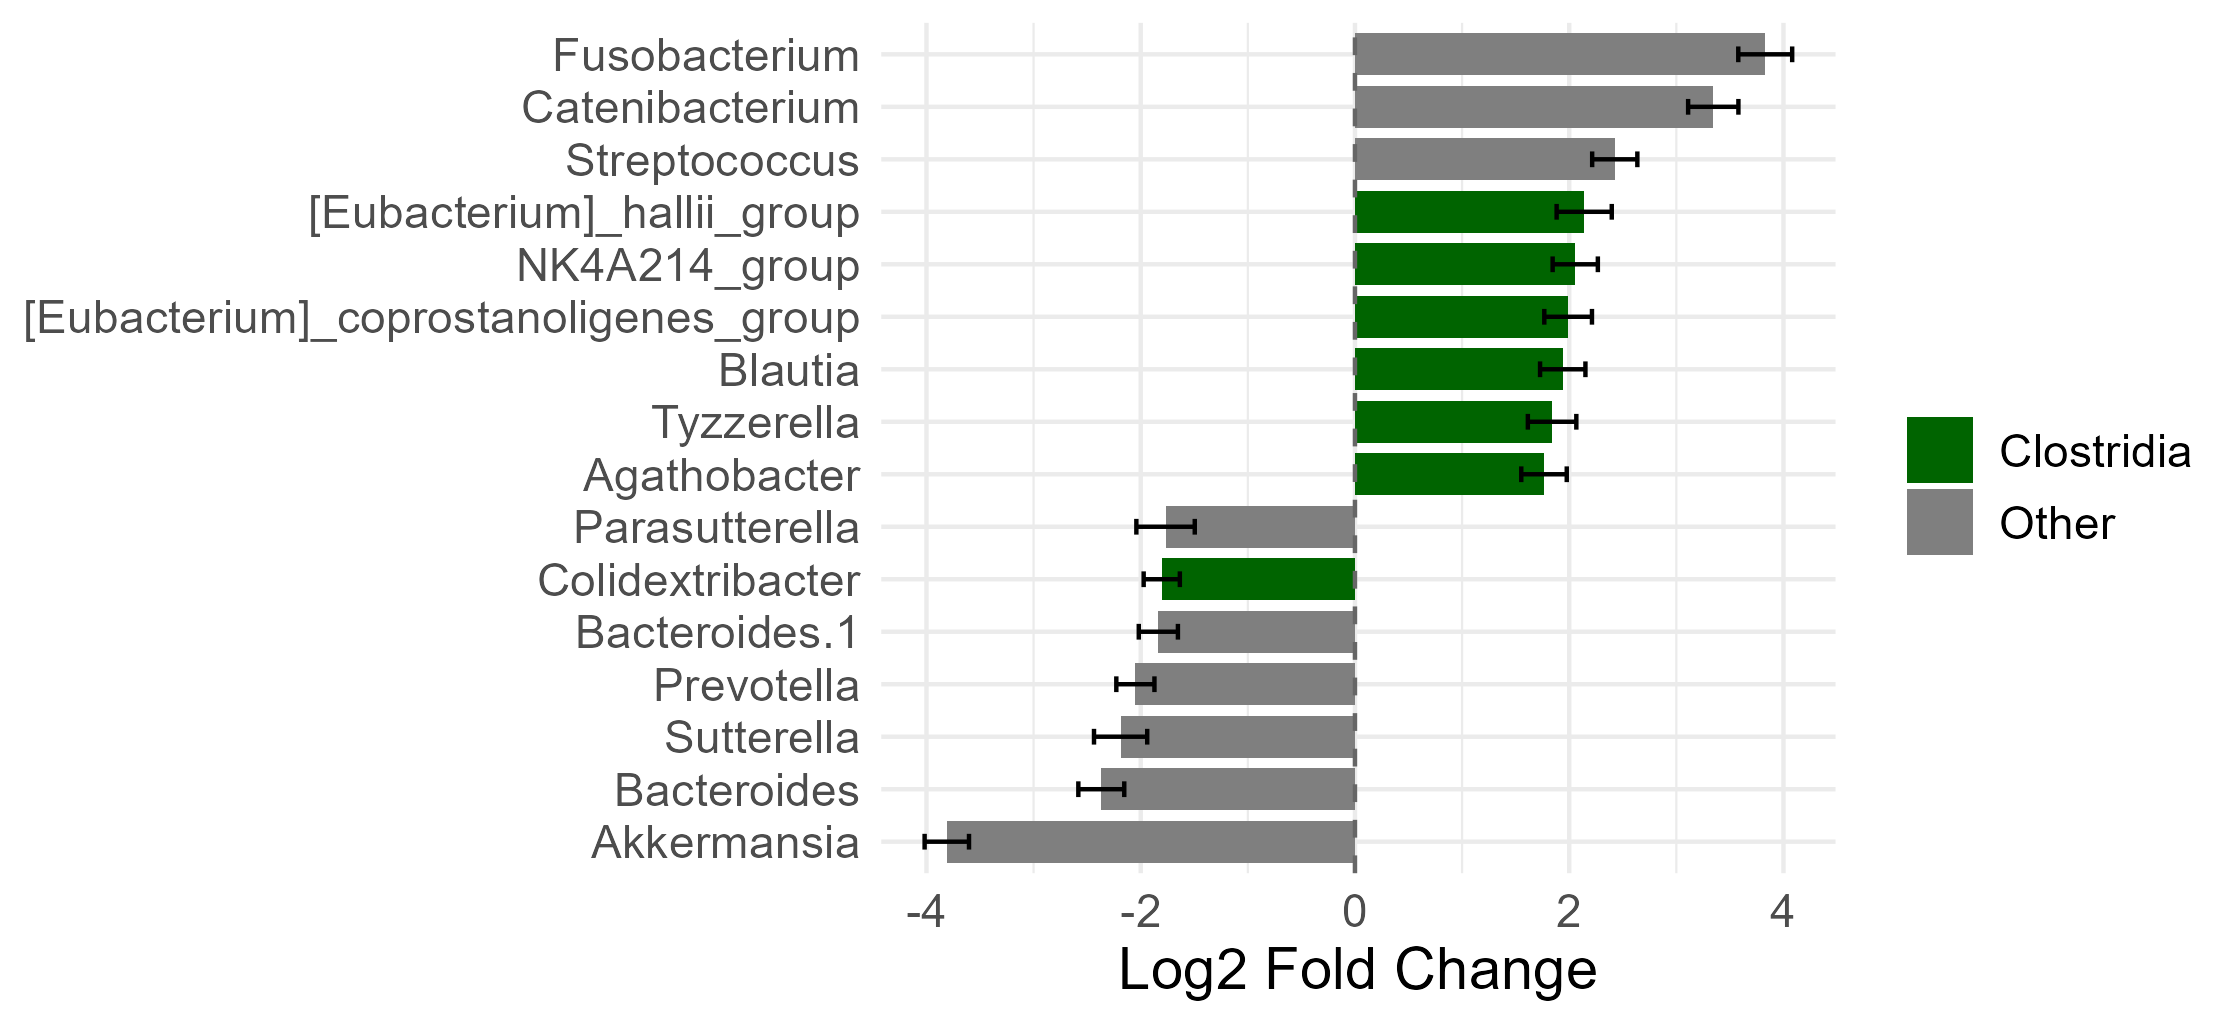 Fusobacterium
Catenibacterium
Streptococcus
[Eubacterium]_hallii_group
NK4A214_group
[Eubacterium]_coprostanoligenes_group
Blautia
Tyzzerella
Agathobacter
Parasutterella
Colidextribacter
Bacteroides.1
Prevotella
Sutterella
Bacteroides
Akkermansia
-4 -2 0 2 4
Log2 Fold Change
Clostridia
Other